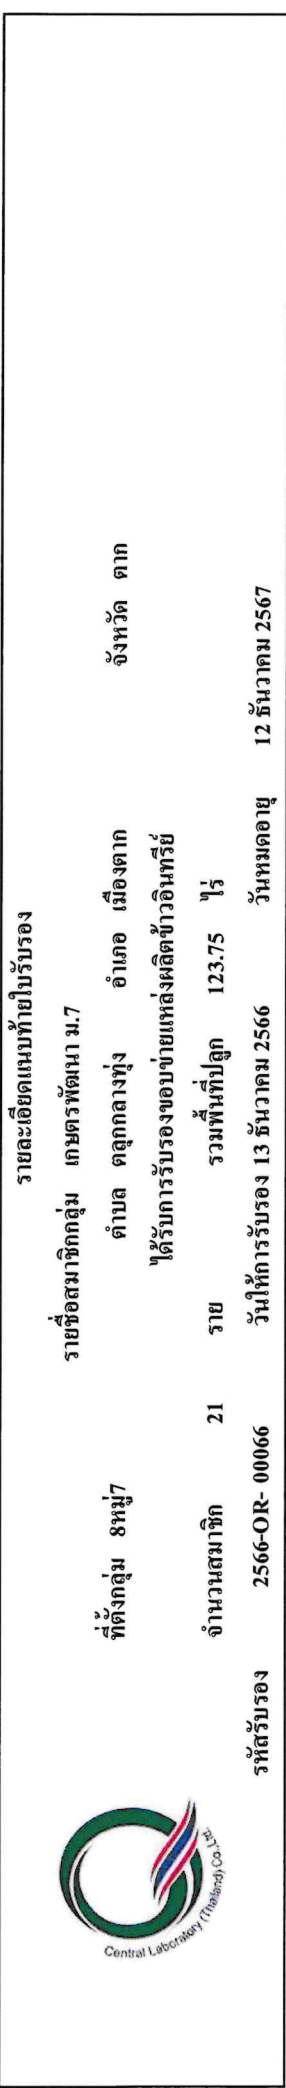 รายละเอียดแนบท้ายใบรับรอง
รายชื่อสมาชิกกลุ่ม เกษตรพัฒนา ม.7
ที่ตั้งกลุ่ม 8หมู่7 ตำบล ตลุกกลางทุ่ง อำเภอ เมืองตาก จังหวัด ตาก
ได้รับการรับรองขอบข่ายแหล่งผลิตข้าวอินทรีย์
จำนวนสมาชิก 21 ราย รวมพื้นที่ปลูก 123.75 ไร่
รหัสรับรอง 2566-OR- 00066 วันให้การรับรอง 13 ธันวาคม 2566 วันหมดอายุ 12 ธันวาคม 2567
Central Laboratory (Thailand) Co.,Ltd.